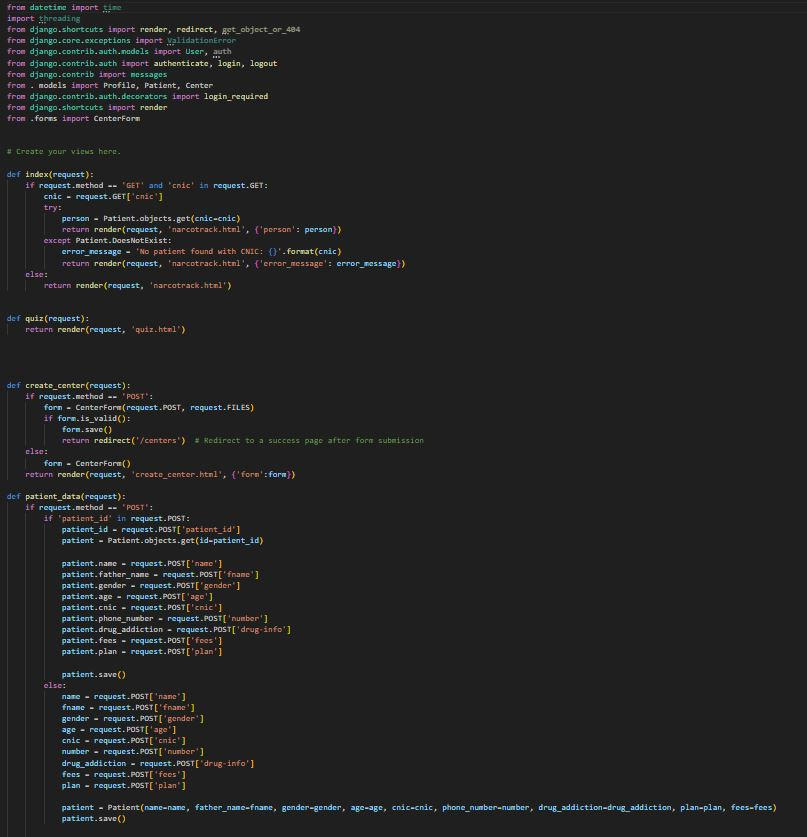 from datetime import time
import threading
from django.shortcuts import render, redirect, get_object_or_404
from django.core.exceptions import ValidationError
from django.contrib.auth.models import User, auth
from django.contrib.auth import authenticate, login, logout
from django.contrib import messages
from . models import Profile, Patient, Center
from django.contrib.auth.decorators import login_required
from django.shortcuts import render
from .forms import CenterForm
# Create your views here.
def index(request):
    if request.method == 'GET' and 'cnic' in request.GET:
        cnic = request.GET['cnic']
        try:
            person = Patient.objects.get(cnic=cnic)
            return render(request, 'narcotrack.html', {'person': person})
        except Patient.DoesNotExist:
            error_message = 'No patient found with CNIC: {}'.format(cnic)
            return render(request, 'narcotrack.html', {'error_message': error_message})
    else:
        return render(request, 'narcotrack.html')
def quiz(request):
    return render(request, 'quiz.html')
def create_center(request):
    if request.method == 'POST':
        form = CenterForm(request.POST, request.FILES)
        if form.is_valid():
            form.save()
            return redirect('/centers')  # Redirect to a success page after form submission
    else:
        form = CenterForm()
    return render(request, 'create_center.html', {'form':form})
def patient_data(request):
    if request.method == 'POST':
        if 'patient_id' in request.POST:
            patient_id = request.POST['patient_id']
            patient = Patient.objects.get(id=patient_id)
            patient.name = request.POST['name']
            patient.father_name = request.POST['fname']
            patient.gender = request.POST['gender']
            patient.age = request.POST['age']
            patient.cnic = request.POST['cnic']
            patient.phone_number = request.POST['number']
            patient.drug_addiction = request.POST['drug-info']
            patient.fees = request.POST['fees']
            patient.plan = request.POST['plan']
            patient.save()
        else:
            name = request.POST['name']
            fname = request.POST['fname']
            gender = request.POST['gender']
            age = request.POST['age']
            cnic = request.POST['cnic']
            number = request.POST['number']
            drug_addiction = request.POST['drug-info']
            fees = request.POST['fees']
            plan = request.POST['plan']
            patient = Patient(name=name, father_name=fname, gender=gender, age=age, cnic=cnic, phone_number=number, drug_addiction=drug_addiction, plan=plan, fees=fees)
            patient.save()